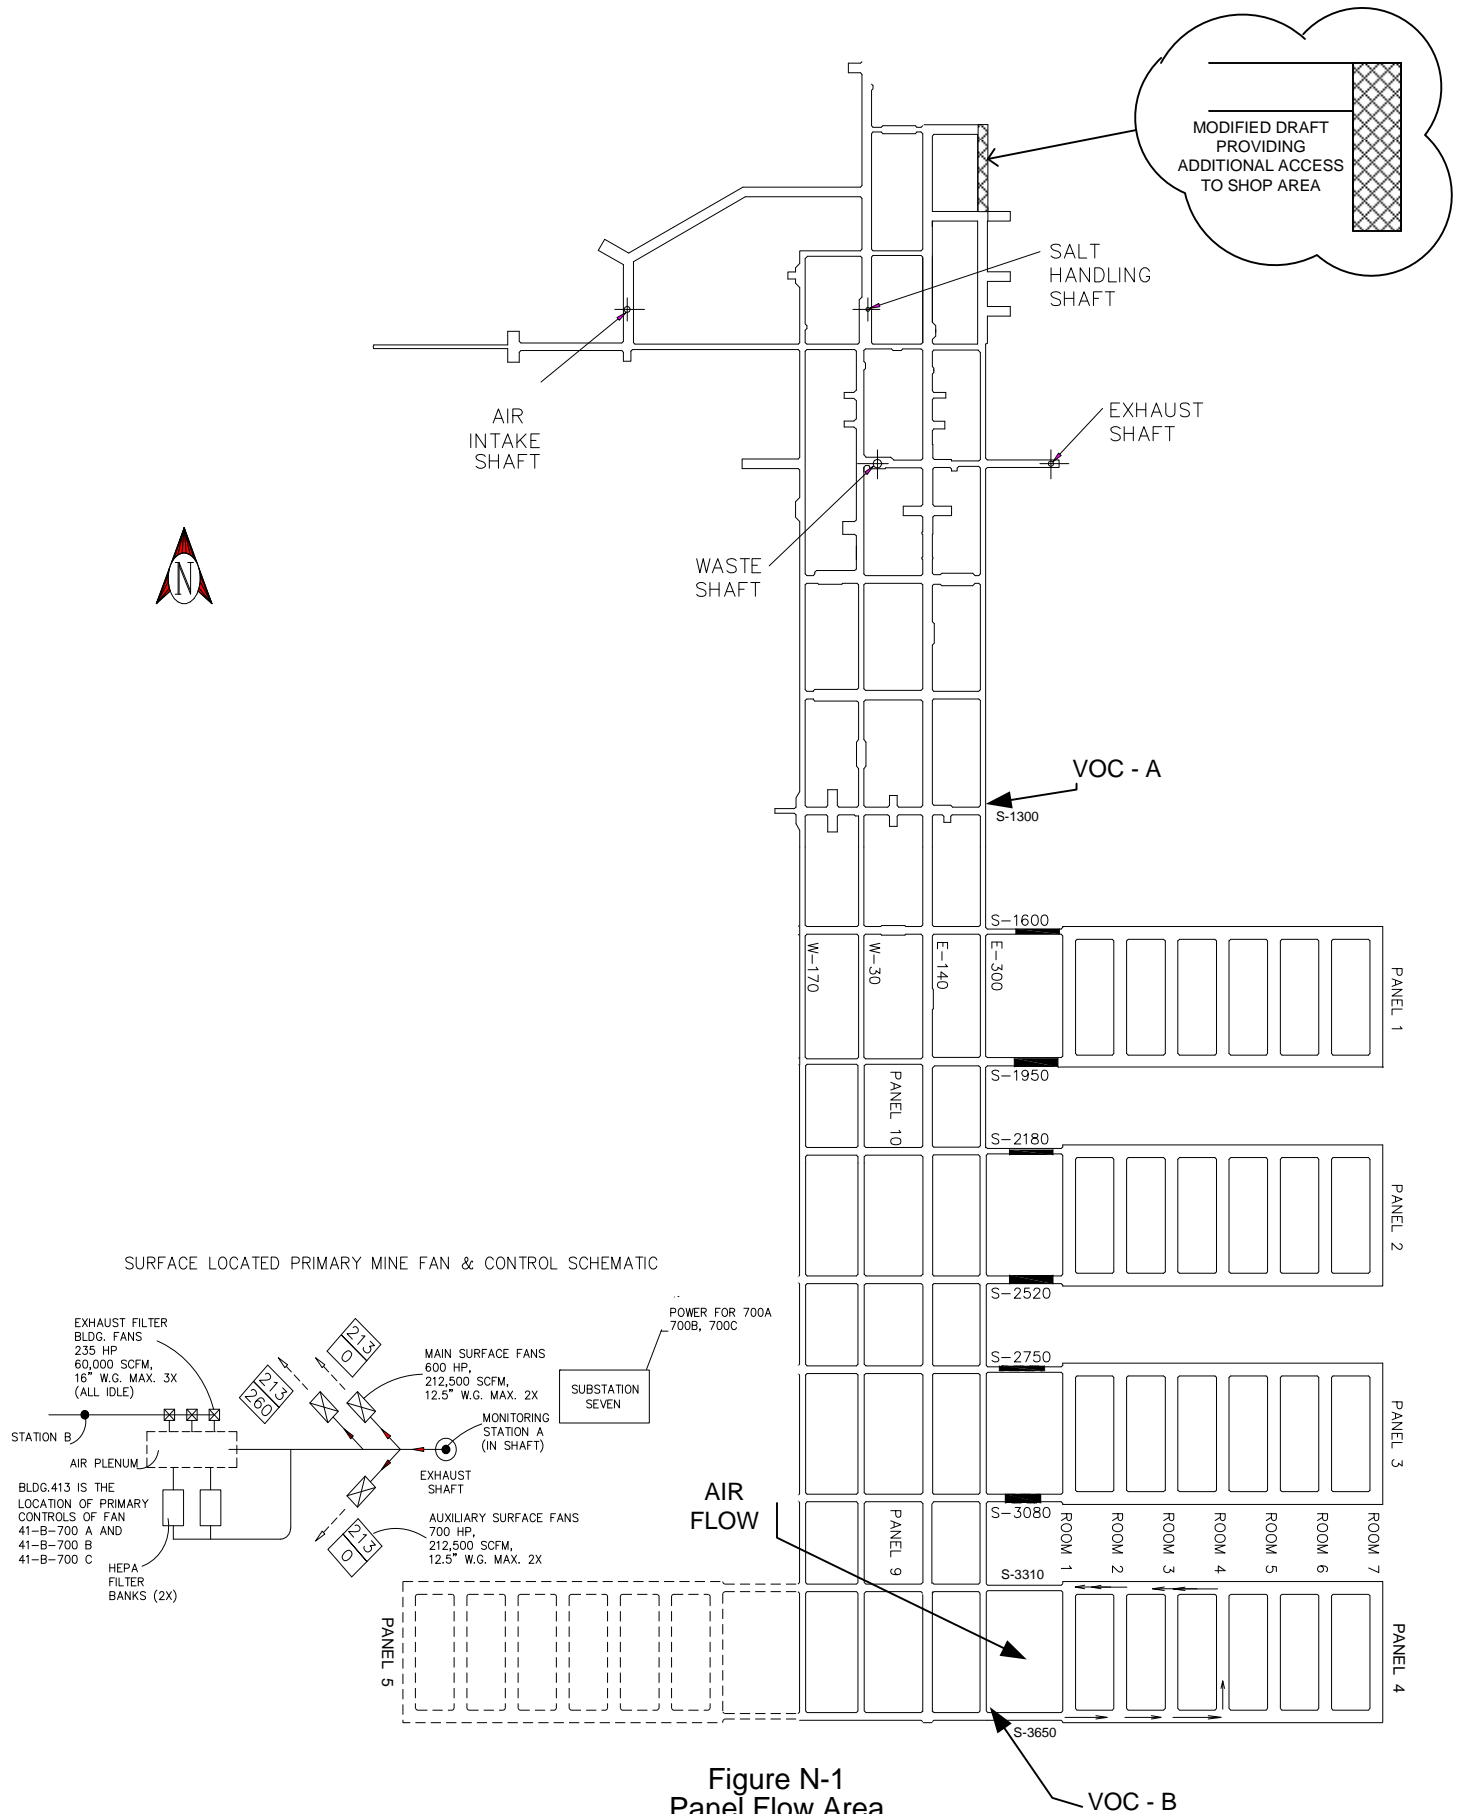 MODIFIED DRAFT
PROVIDING
ADDITIONAL ACCESS
TO SHOP AREA
SALT
HANDLING
SHAFT
AIR
INTAKE
SHAFT
EXHAUST
SHAFT
WASTE
SHAFT
N
VOC - A
S-1300
S-1600
W-170
W-30
E-140
E-300
PANEL 1
S-1950
PANEL 10
S-2180
PANEL 2
S-2520
SURFACE LOCATED PRIMARY MINE FAN & CONTROL SCHEMATIC
POWER FOR 700A
700B, 700C
EXHAUST FILTER
BLDG. FANS
235 HP
60,000 SCFM,
16" W.G. MAX. 3X
(ALL IDLE)
213
0
213
260
MAIN SURFACE FANS
600 HP,
212,500 SCFM,
12.5" W.G. MAX. 2X
SUBSTATION
SEVEN
S-2750
PANEL 3
STATION B
MONITORING
STATION A
(IN SHAFT)
AIR PLENUM
EXHAUST
SHAFT
BLDG.413 IS THE
LOCATION OF PRIMARY
CONTROLS OF FAN
41-B-700 A AND
41-B-700 B
41-B-700 C
HEPA
FILTER
BANKS (2X)
213
0
AUXILIARY SURFACE FANS
700 HP,
212,500 SCFM,
12.5" W.G. MAX. 2X
AIR
FLOW
S-3080
PANEL 9
ROOM 1
ROOM 2
ROOM 3
ROOM 4
ROOM 5
ROOM 6
ROOM 7
S-3310
PANEL 5
PANEL 4
S-3650
Figure N-1
Panel Flow Area
VOC - B